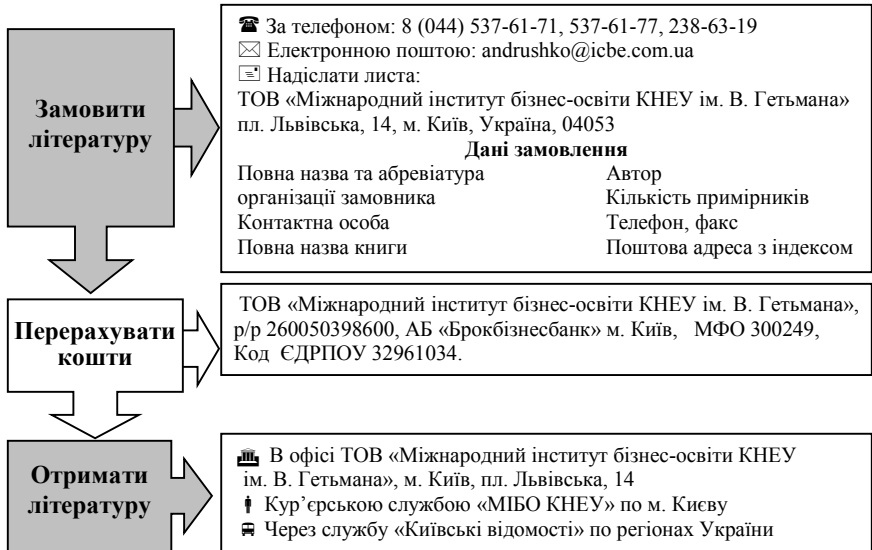 Замовити
літературу
За телефоном: 8 (044) 537-61-71, 537-61-77, 238-63-19
Електронною поштою: andrushko@icbe.com.ua
Надіслати листа:
ТОВ «Міжнародний інститут бізнес-освіти КНЕУ ім. В. Гетьмана»
пл. Львівська, 14, м. Київ, Україна, 04053
Дані замовлення
Повна назва та абревіатура
організації замовника
Контактна особа
Повна назва книги
Автор
Кількість примірників
Телефон, факс
Поштова адреса з індексом
Перерахувати
кошти
ТОВ «Міжнародний інститут бізнес-освіти КНЕУ ім. В. Гетьмана»,
р/р 260050398600, АБ «Брокбізнесбанк» м. Київ, МФО 300249,
Код ЄДРПОУ 32961034.
Отримати
літературу
В офісі ТОВ «Міжнародний інститут бізнес-освіти КНЕУ
ім. В. Гетьмана», м. Київ, пл. Львівська, 14
Кур’єрською службою «МІБО КНЕУ» по м. Києву
Через службу «Київські відомості» по регіонах України